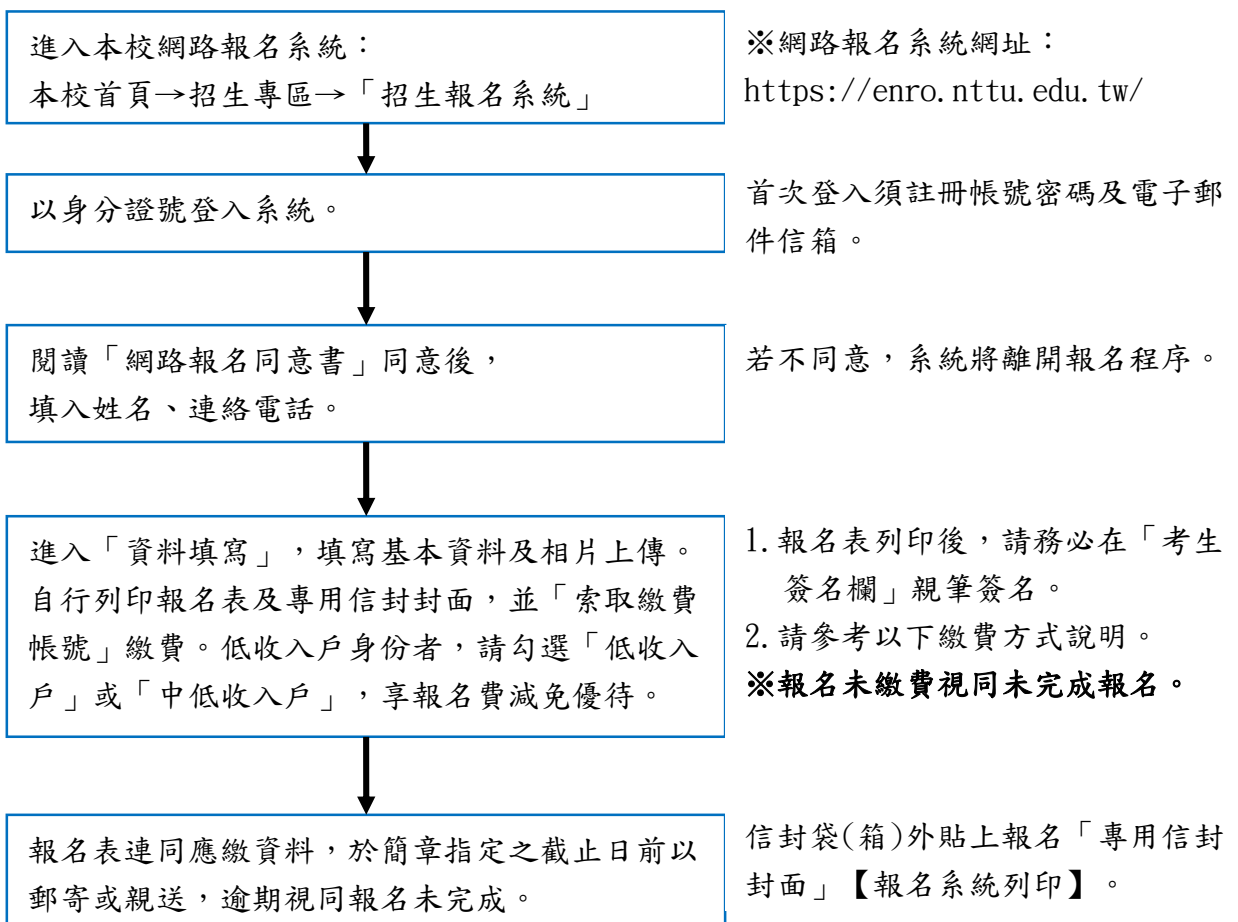 進入本校網路報名系統：
本校首頁→招生專區→「招生報名系統」
※網路報名系統網址：
https://enro.nttu.edu.tw/
以身分證號登入系統。
首次登入須註冊帳號密碼及電子郵
件信箱。
閱讀「網路報名同意書」同意後，
填入姓名、連絡電話。
若不同意，系統將離開報名程序。
進入「資料填寫」，填寫基本資料及相片上傳。
自行列印報名表及專用信封封面，並「索取繳費
帳號」繳費。低收入戶身份者，請勾選「低收入
戶」或「中低收入戶」，享報名費減免優待。
1.報名表列印後，請務必在「考生
簽名欄」親筆簽名。
2.請參考以下繳費方式說明。
※報名未繳費視同未完成報名。
報名表連同應繳資料，於簡章指定之截止日前以
郵寄或親送，逾期視同報名未完成。
信封袋(箱)外貼上報名「專用信封
封面」【報名系統列印】。